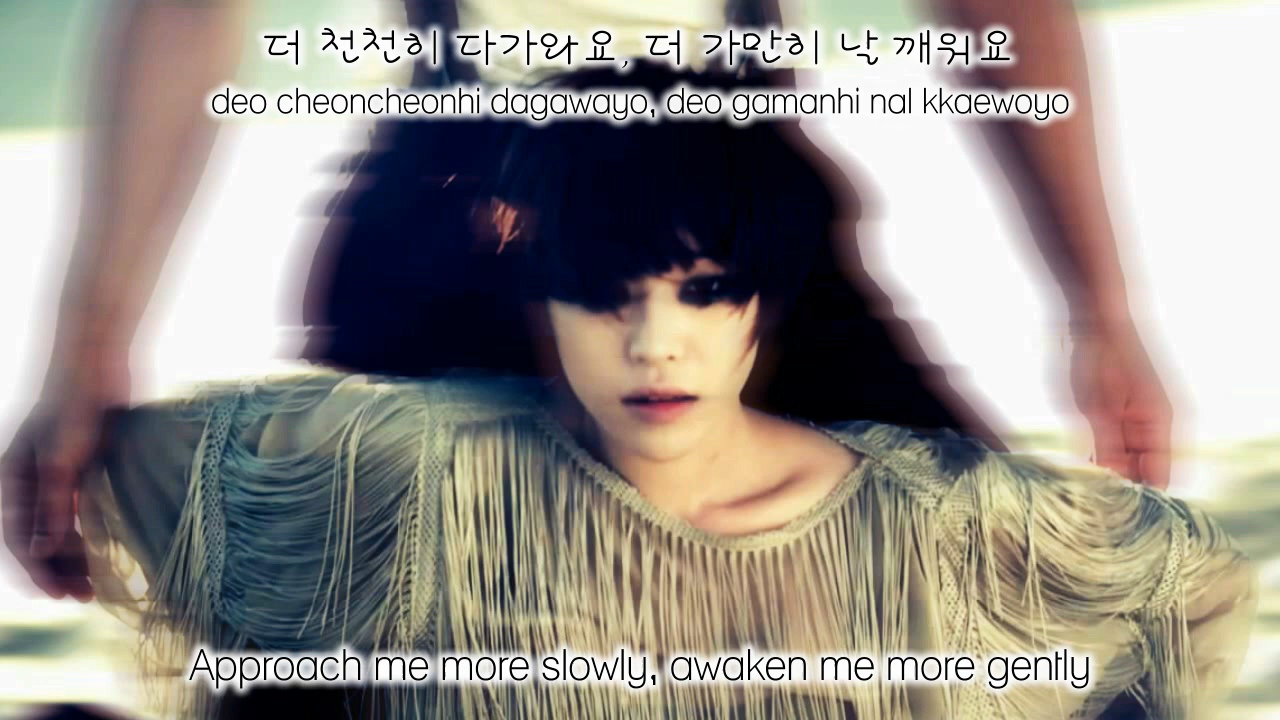 더 천천히 다가와요, 더 가만히 날 깨워요
deo cheoncheonhi dagawayo, deo gamanhi nal kkaewoyo
Approach me more slowly, awaken me more gently